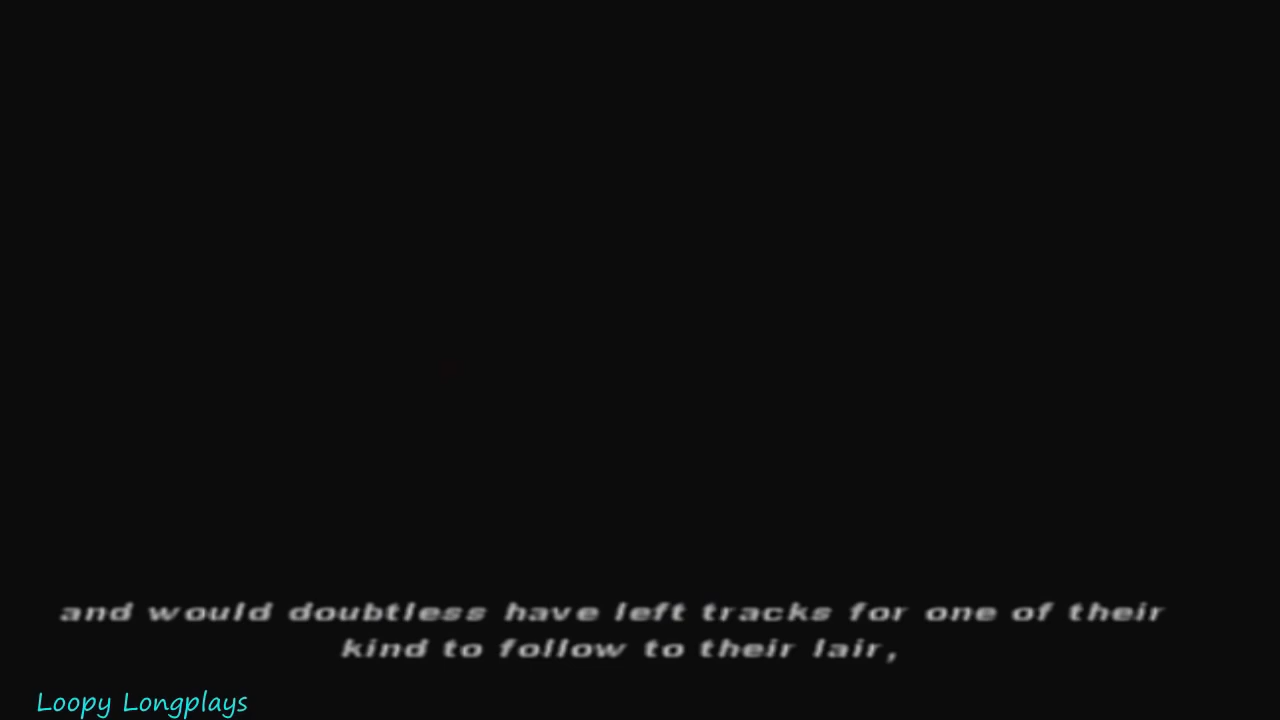 and would doubtless have left tracks for one of their
kind to follow to their lair,
Loopy Longplays